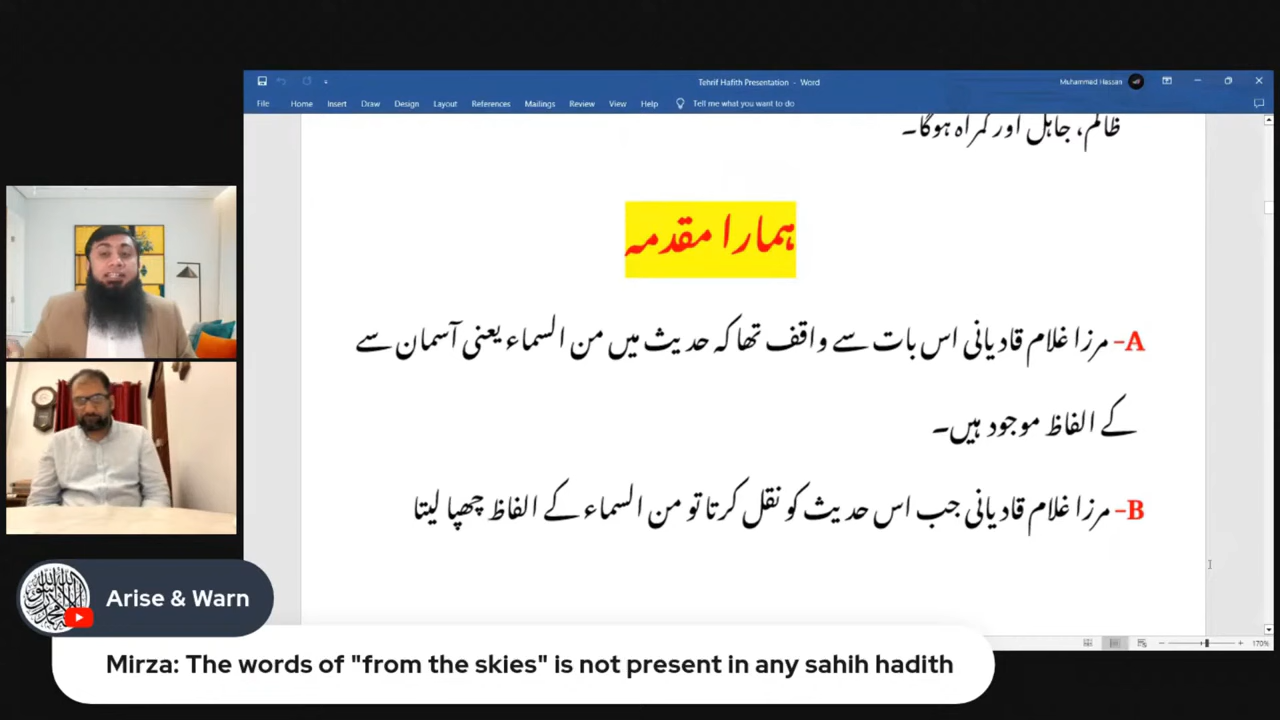 Tehrif Hafith Presentation - Word
Muhammed Hassan
File Home Insert Draw Design Layout References Mailings Review View Help Tell me what you want to do
ظالم، جاہل اور گمراہ ہوگا۔
ہمارا مقدمہ
A- مرزا غلام قادیانی اس بات سے واقف تھا کہ حدیث میں من السماء یعنی آسمان سے
کے الفاظ موجود ہیں۔
B- مرزا غلام قادیانی جب اس حدیث کو نقل کرتا تو من السماء کے الفاظ چھپا لیتا
170%
Arise & Warn
Mirza: The words of "from the skies" is not present in any sahih hadith